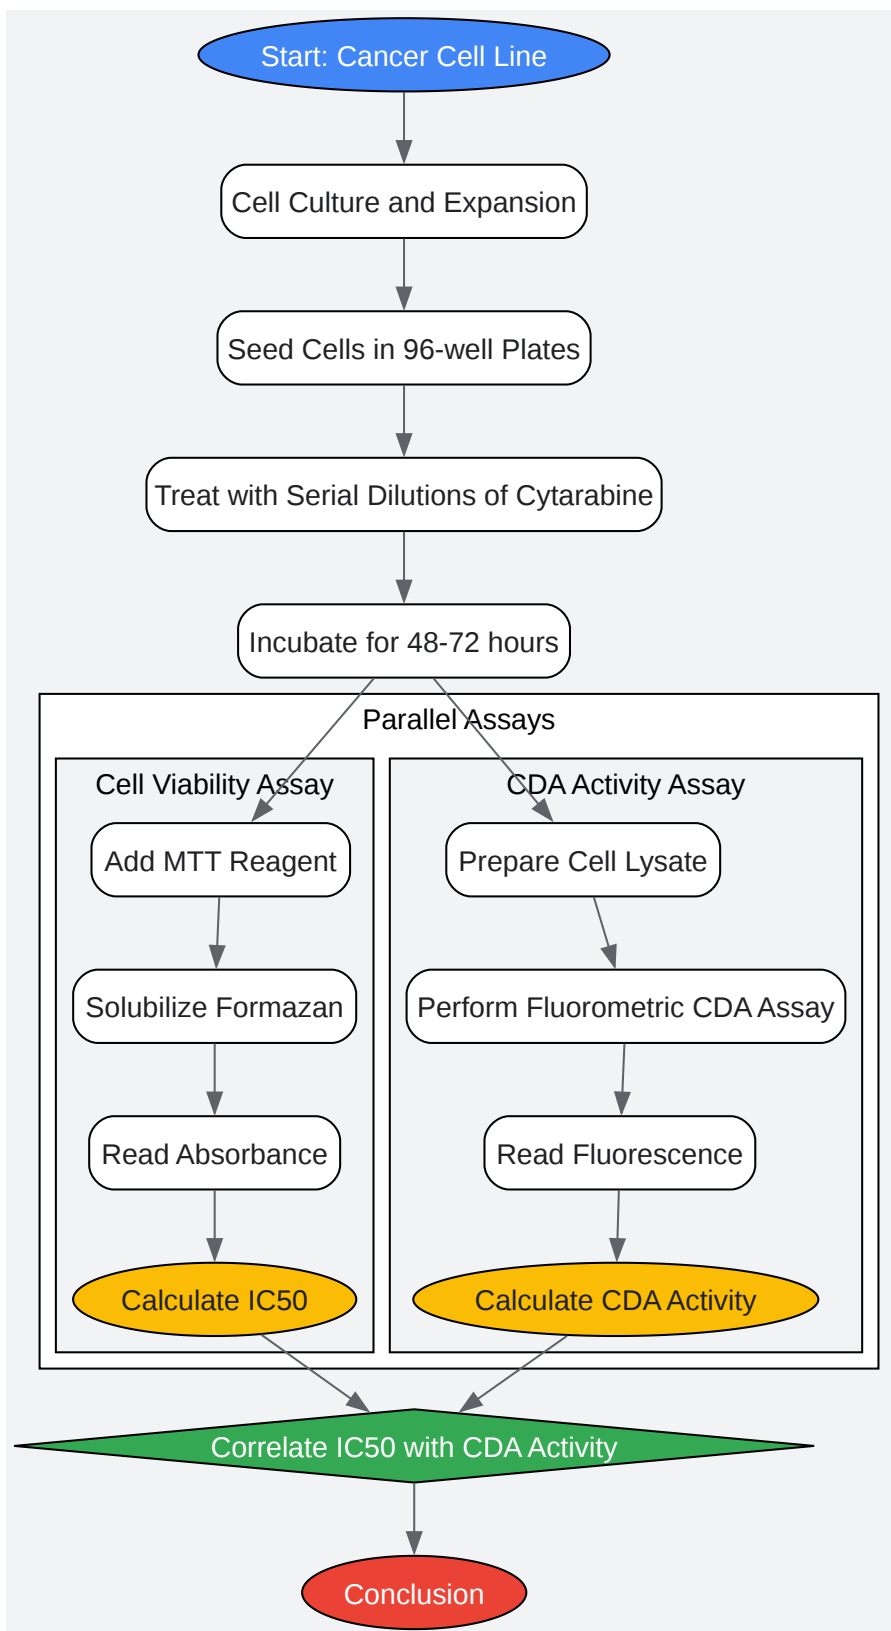 Start: Cancer Cell Line
Cell Culture and Expansion
Seed Cells in 96-well Plates
Treat with Serial Dilutions of Cytarabine
Incubate for 48-72 hours
Parallel Assays
Cell Viability Assay
Add MTT Reagent
Solubilize Formazan
Read Absorbance
Calculate IC50
CDA Activity Assay
Prepare Cell Lysate
Perform Fluorometric CDA Assay
Read Fluorescence
Calculate CDA Activity
Correlate IC50 with CDA Activity
Conclusion